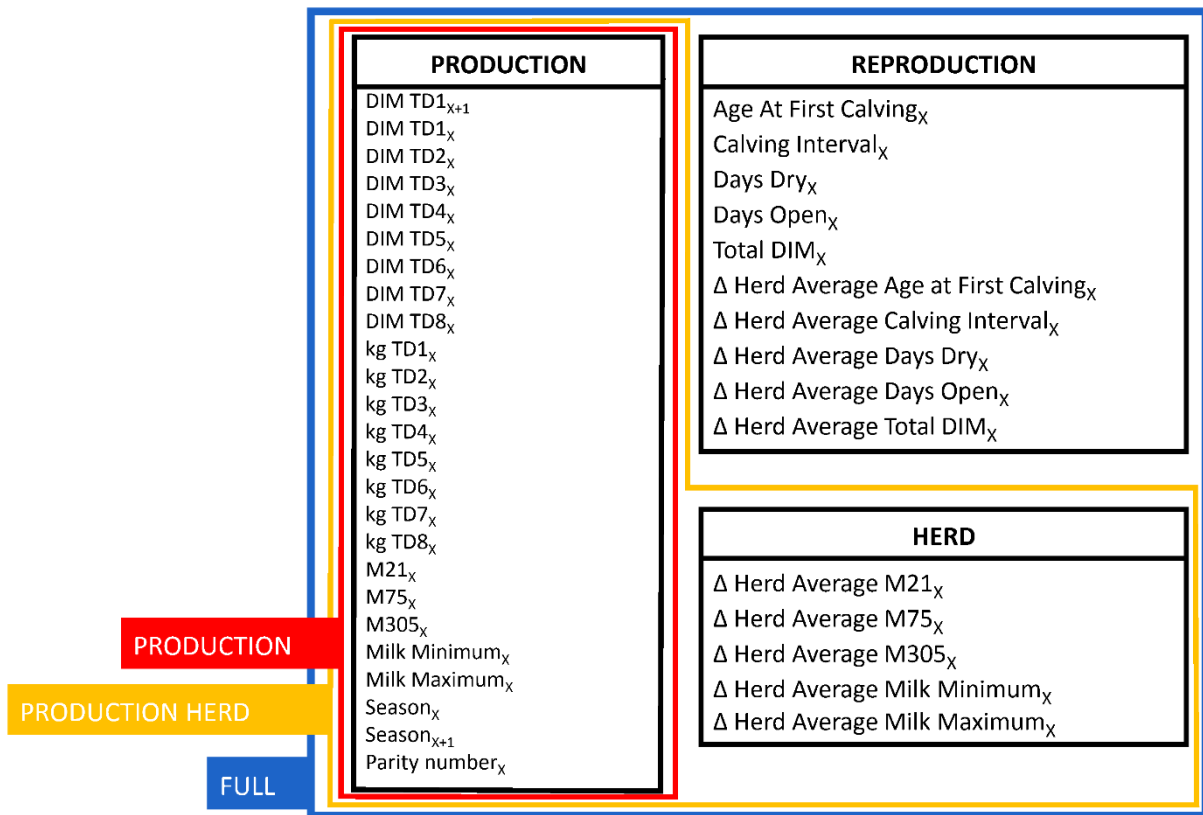 PRODUCTION
DIM TD1X+1
DIM TD1X
DIM TD2X
DIM TD3X
DIM TD4X
DIM TD5X
DIM TD6X
DIM TD7X
DIM TD8X
kg TD1X
kg TD2X
kg TD3X
kg TD4X
kg TD5X
kg TD6X
kg TD7X
kg TD8X
M21X
M75X
M305X
Milk MinimumX
Milk MaximumX
SeasonX
SeasonX+1
Parity numberX
REPRODUCTION
Age At First CalvingX
Calving IntervalX
Days DryX
Days OpenX
Total DIMX
Δ Herd Average Age at First CalvingX
Δ Herd Average Calving IntervalX
Δ Herd Average Days DryX
Δ Herd Average Days OpenX
Δ Herd Average Total DIMX
HERD
Δ Herd Average M21X
Δ Herd Average M75X
Δ Herd Average M305X
Δ Herd Average Milk MinimumX
Δ Herd Average Milk MaximumX
PRODUCTION
PRODUCTION HERD
FULL